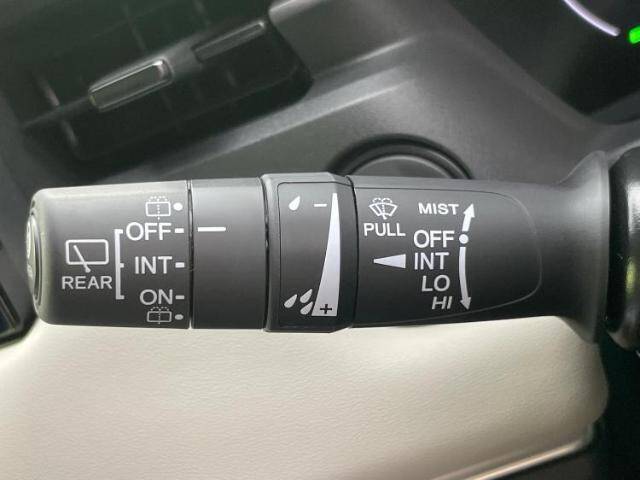 REAR
OFF
INT
ON
−
+
PULL
MIST
OFF
INT
LO
HI